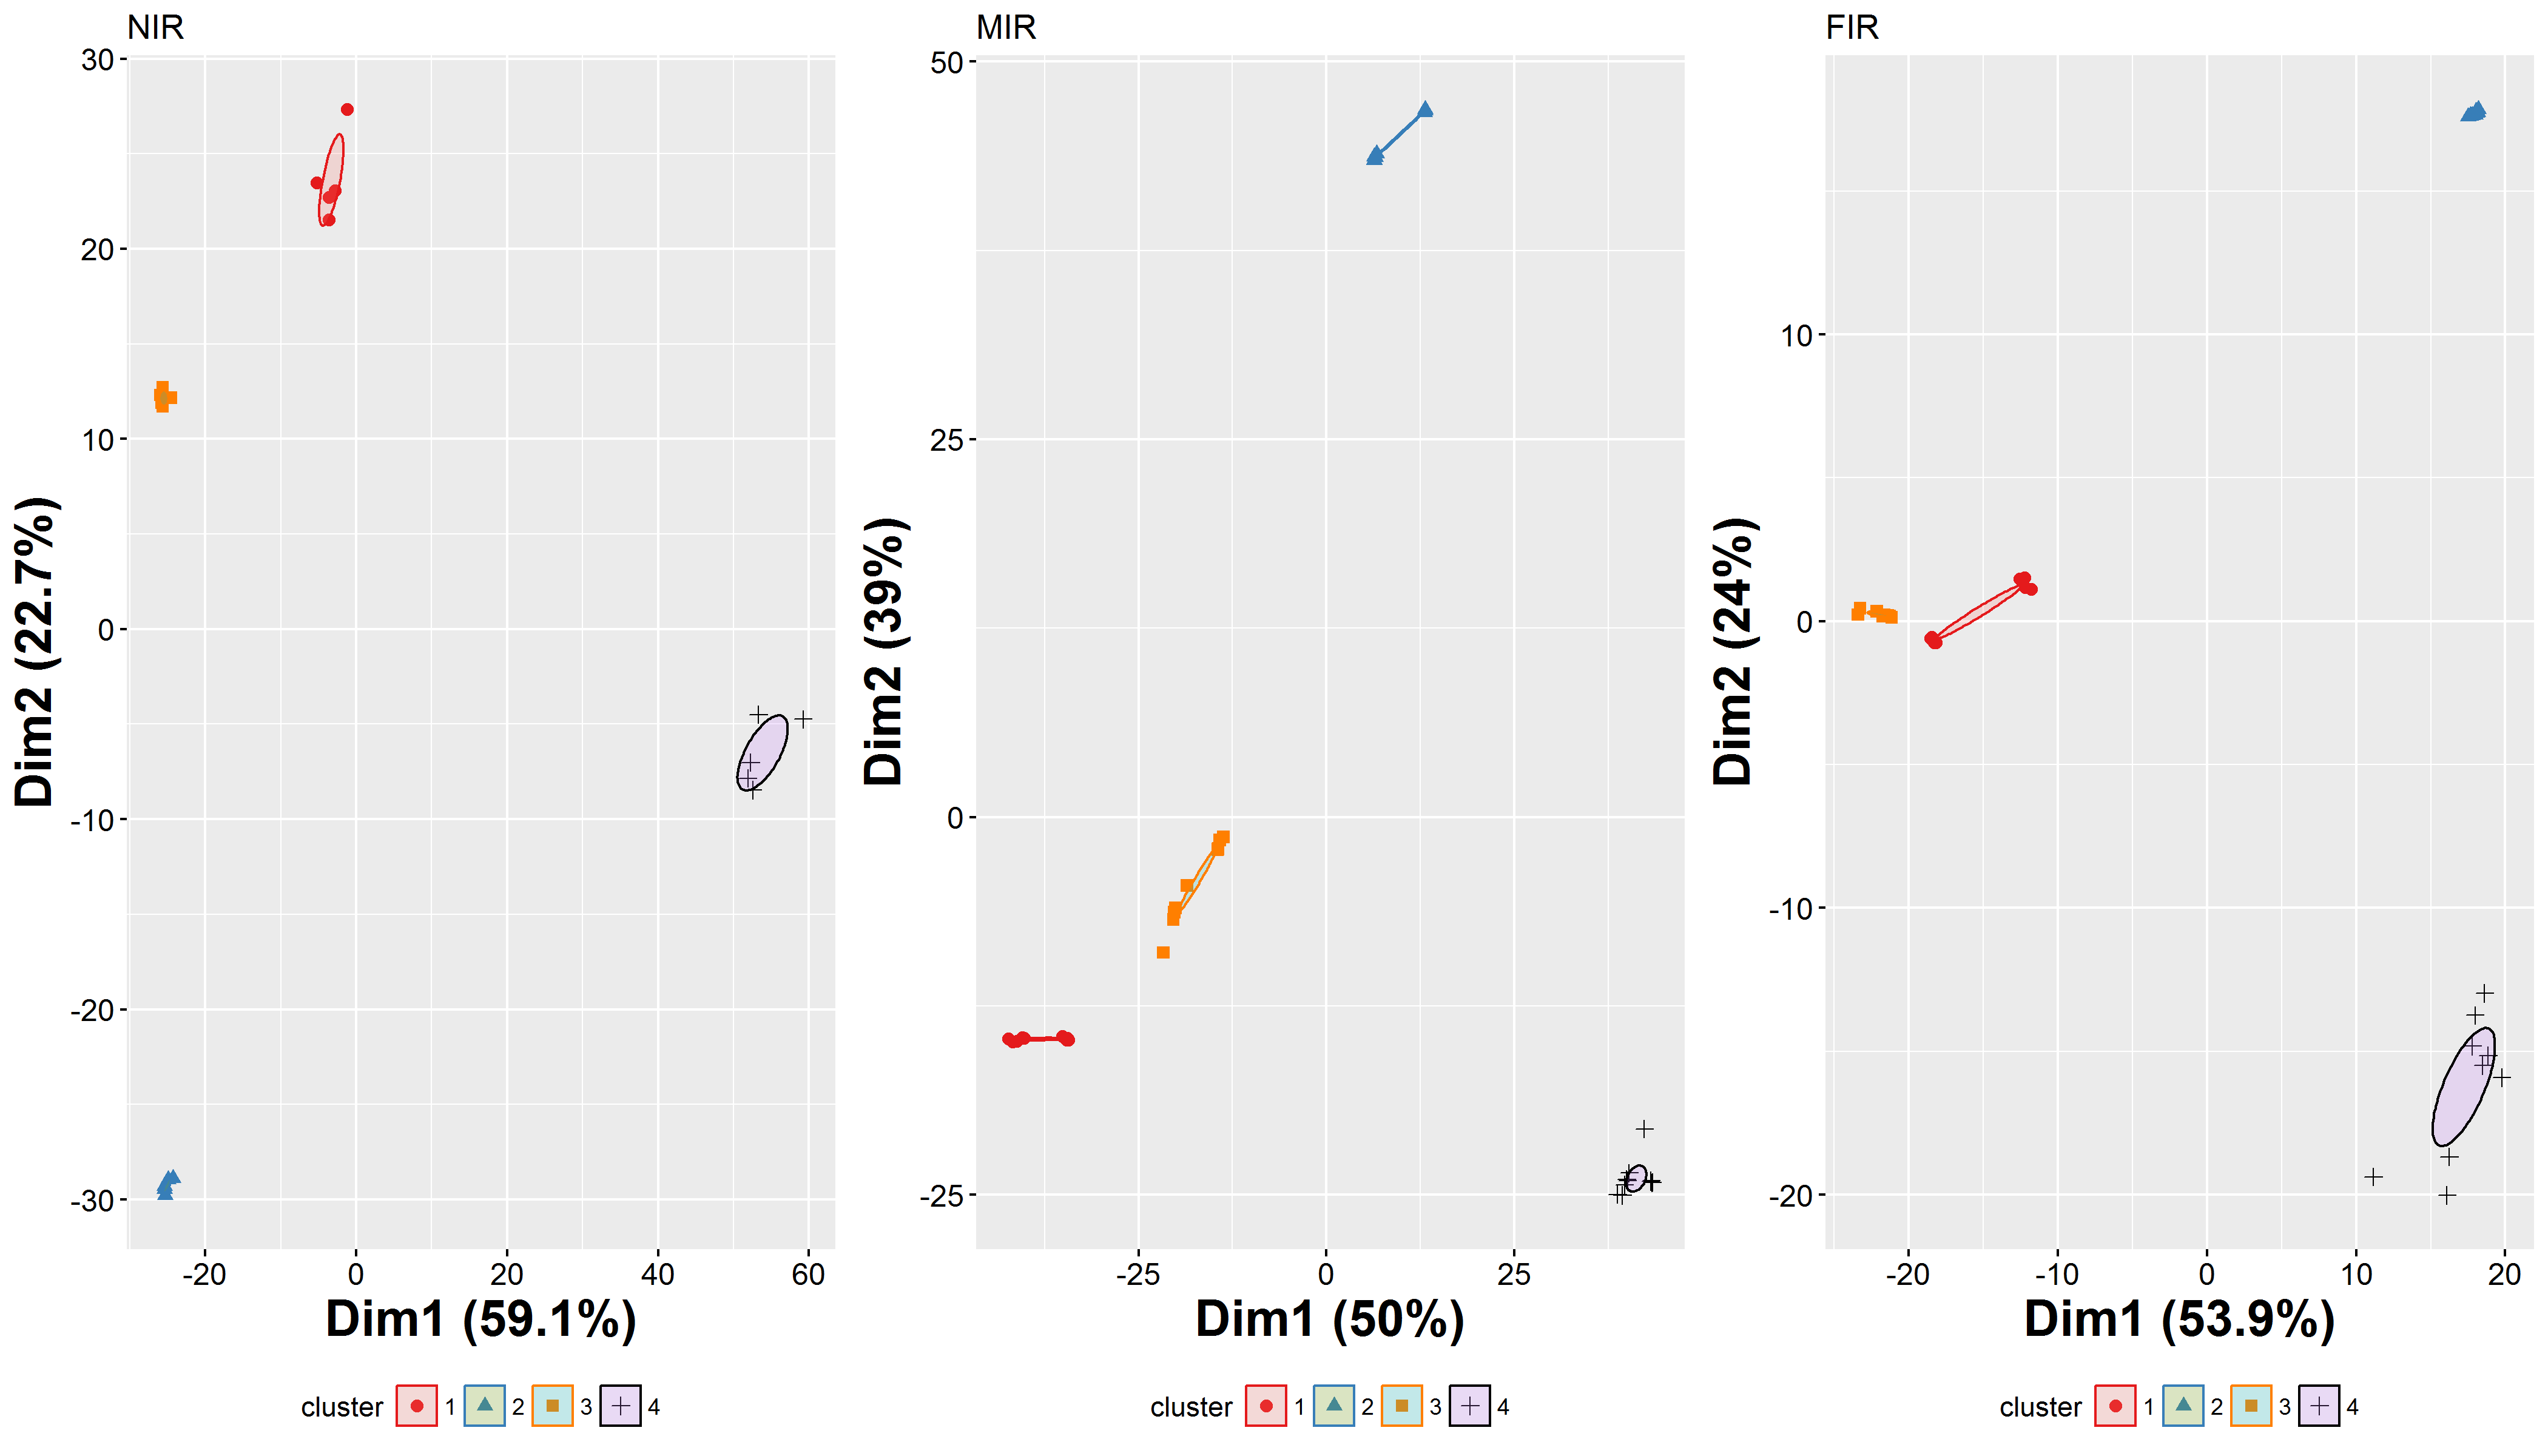 NIR
30
20
10
0
-10
-20
-30
Dim2 (22.7%)
-20 0 20 40 60
Dim1 (59.1%)
cluster 1 2 3 4
MIR
50
25
0
-25
Dim2 (39%)
-25 0 25
Dim1 (50%)
cluster 1 2 3 4
FIR
10
0
-10
-20
Dim2 (24%)
-20 -10 0 10 20
Dim1 (53.9%)
cluster 1 2 3 4